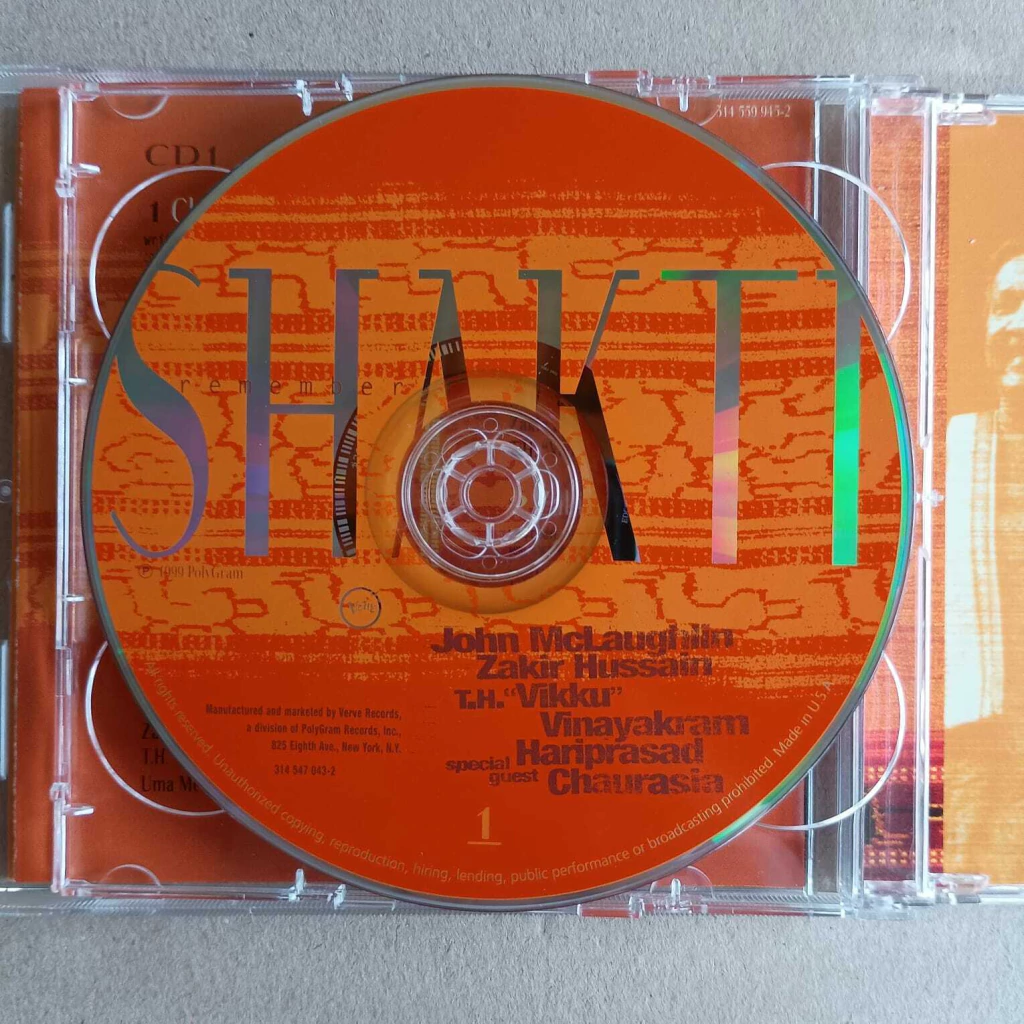 314 559 945-2
CD1
1
SHAKTI
remember
℗ 1999 PolyGram
Verve
John McLaughlin
Zakir Hussain
T.H. "Vikku"
Vinayakram
special guest Hariprasad
Chaurasia
Manufactured and marketed by Verve Records,
a division of PolyGram Records, Inc.,
825 Eighth Ave., New York, N.Y.
314 547 043-2
T.H
Uma
1
All rights reserved. Unauthorized copying, reproduction, hiring, lending, public performance or broadcasting prohibited. Made in U.S.A.